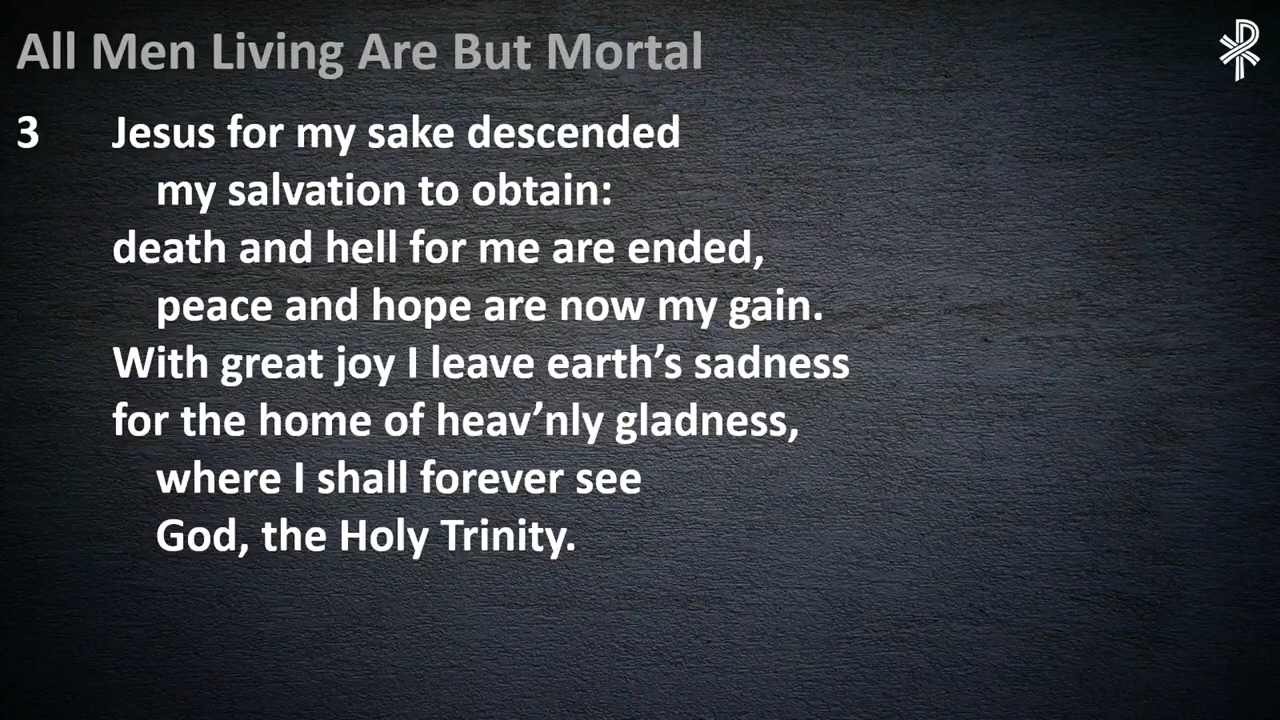 All Men Living Are But Mortal
3 Jesus for my sake descended
my salvation to obtain:
death and hell for me are ended,
peace and hope are now my gain.
With great joy I leave earth’s sadness
for the home of heav’nly gladness,
where I shall forever see
God, the Holy Trinity.